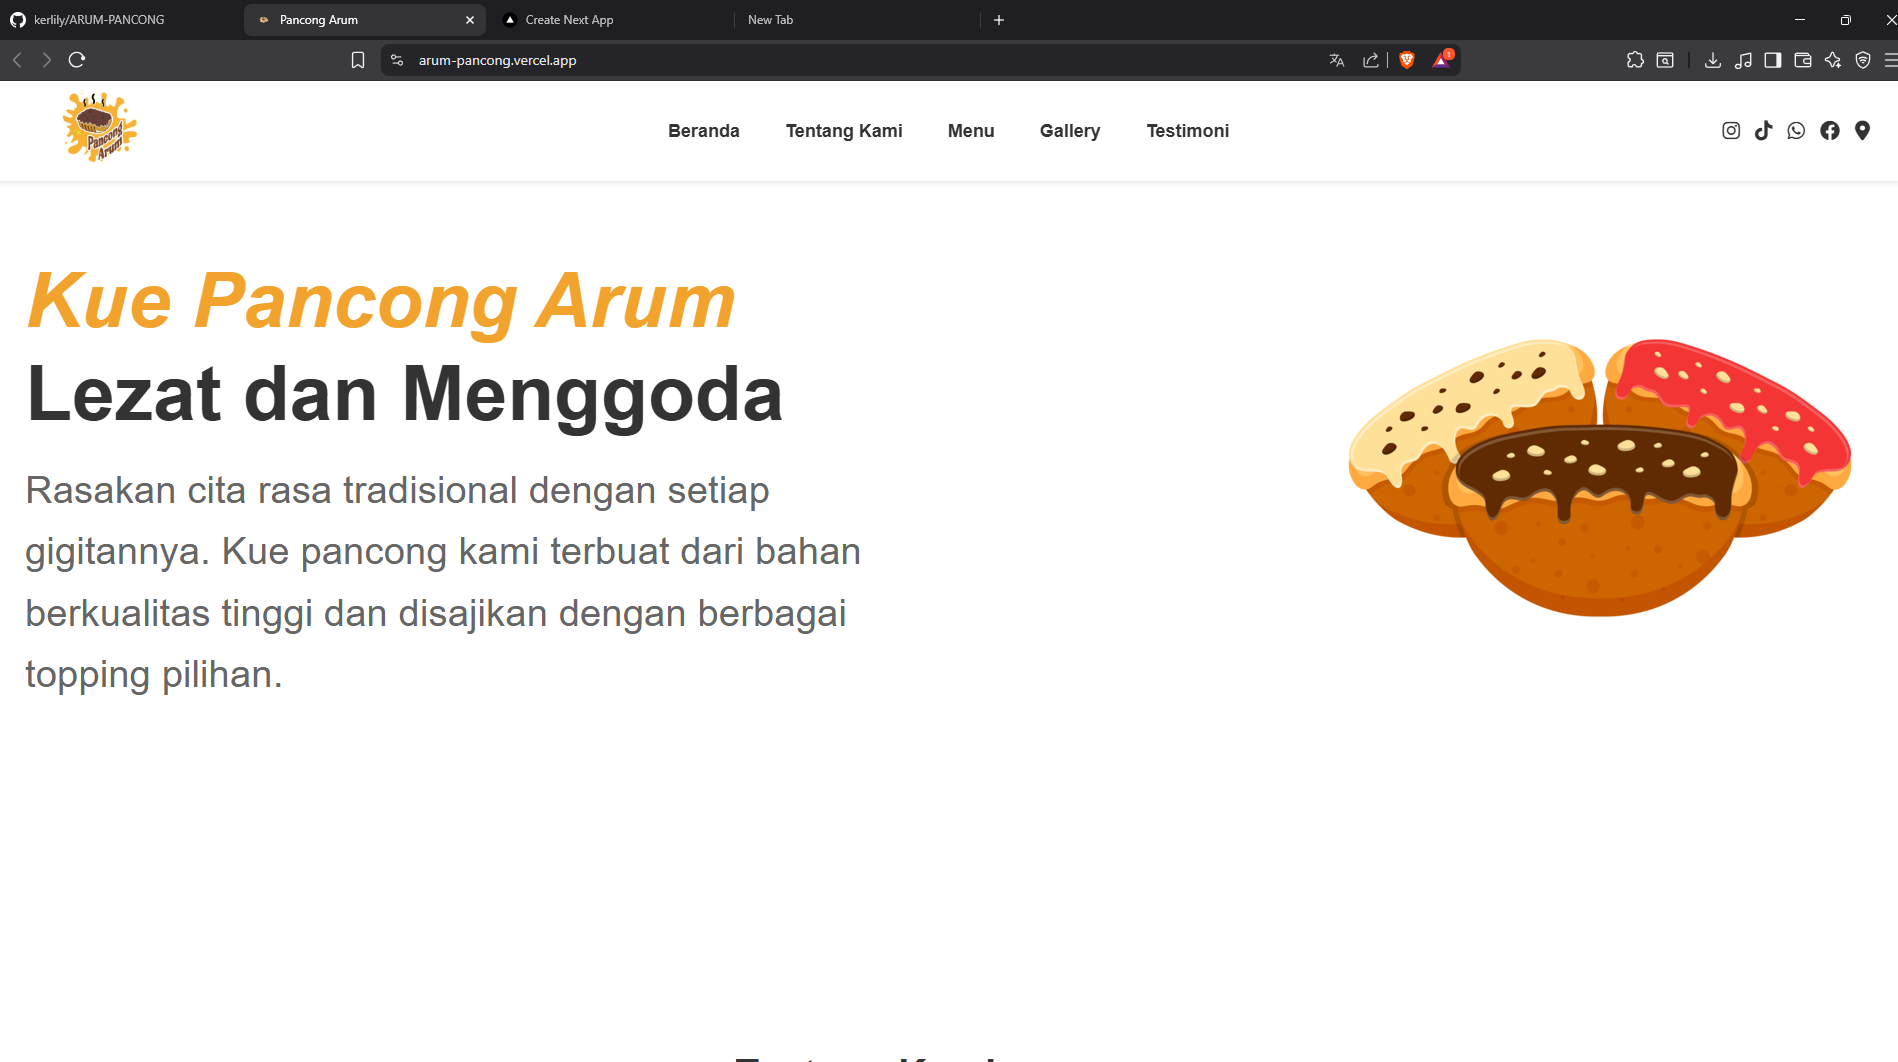 kerlily/ARUM-PANCONG
Pancong Arum
Create Next App
New Tab
arum-pancong.vercel.app
1
Pancong
Arum
Beranda
Tentang Kami
Menu
Gallery
Testimoni
Kue Pancong Arum
Lezat dan Menggoda
Rasakan cita rasa tradisional dengan setiap
gigitannya. Kue pancong kami terbuat dari bahan
berkualitas tinggi dan disajikan dengan berbagai
topping pilihan.